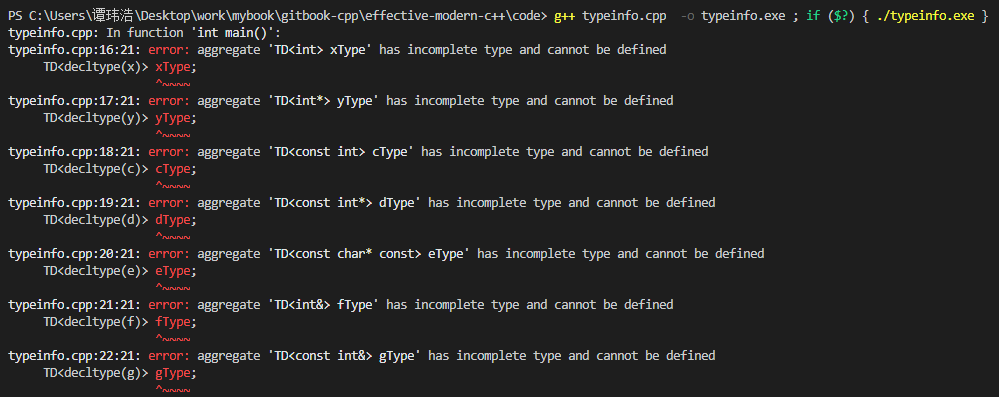 PS C:\Users\谭玮浩\Desktop\work\mybook\gitbook-cpp\effective-modern-c++\code> g++ typeinfo.cpp  -o typeinfo.exe ; if ($?) { ./typeinfo.exe }
typeinfo.cpp: In function 'int main()':
typeinfo.cpp:16:21: error: aggregate 'TD<int> xType' has incomplete type and cannot be defined
     TD<decltype(x)> xType;
                     ^~~~~
typeinfo.cpp:17:21: error: aggregate 'TD<int*> yType' has incomplete type and cannot be defined
     TD<decltype(y)> yType;
                     ^~~~~
typeinfo.cpp:18:21: error: aggregate 'TD<const int> cType' has incomplete type and cannot be defined
     TD<decltype(c)> cType;
                     ^~~~~
typeinfo.cpp:19:21: error: aggregate 'TD<const int*> dType' has incomplete type and cannot be defined
     TD<decltype(d)> dType;
                     ^~~~~
typeinfo.cpp:20:21: error: aggregate 'TD<const char* const> eType' has incomplete type and cannot be defined
     TD<decltype(e)> eType;
                     ^~~~~
typeinfo.cpp:21:21: error: aggregate 'TD<int&> fType' has incomplete type and cannot be defined
     TD<decltype(f)> fType;
                     ^~~~~
typeinfo.cpp:22:21: error: aggregate 'TD<const int&> gType' has incomplete type and cannot be defined
     TD<decltype(g)> gType;
                     ^~~~~